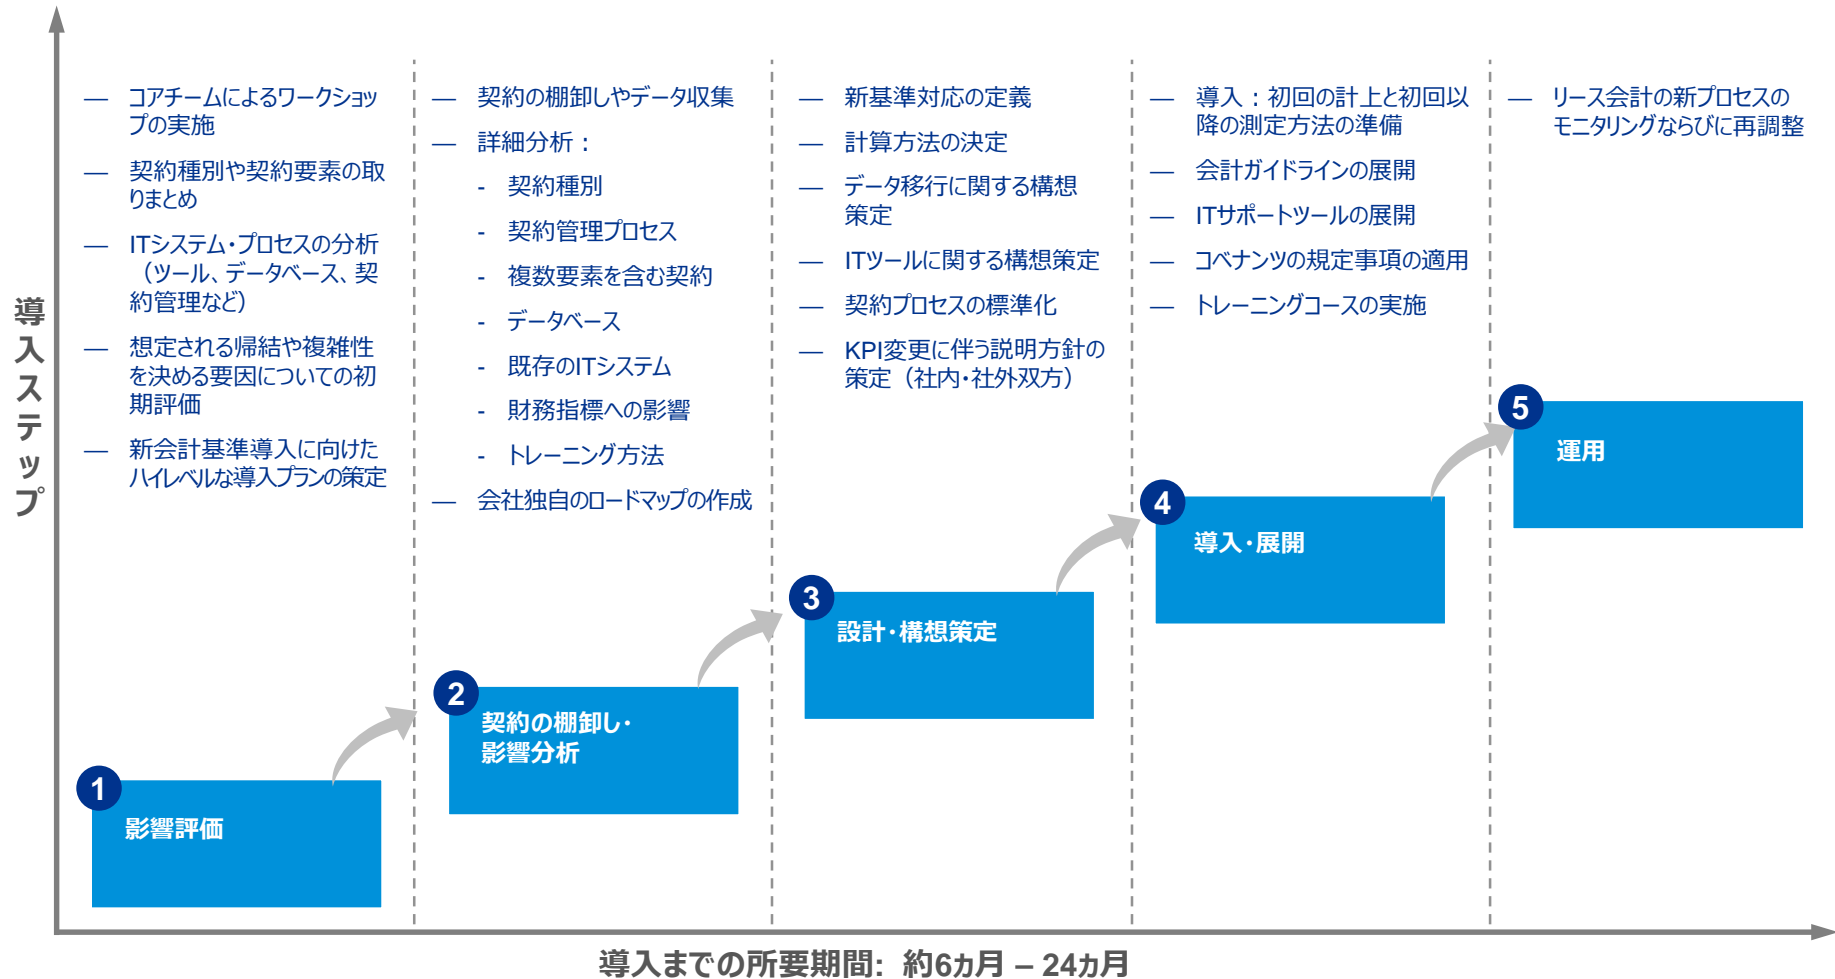 導入ステップ
― コアチームによるワークショッ
プの実施
― 契約種別や契約要素の取
りまとめ
― ITシステム・プロセスの分析
（ツール、データベース、契
約管理など）
― 想定される帰結や複雑性
を決める要因についての初
期評価
― 新会計基準導入に向けた
ハイレベルな導入プランの策定
1
影響評価
― 契約の棚卸しやデータ収集
― 詳細分析：
- 契約種別
- 契約管理プロセス
- 複数要素を含む契約
- データベース
- 既存のITシステム
- 財務指標への影響
- トレーニング方法
― 会社独自のロードマップの作成
2
契約の棚卸し・
影響分析
― 新基準対応の定義
― 計算方法の決定
― データ移行に関する構想
策定
― ITツールに関する構想策定
― 契約プロセスの標準化
― KPI変更に伴う説明方針の
策定（社内・社外双方）
3
設計・構想策定
― 導入：初回の計上と初回以
降の測定方法の準備
― 会計ガイドラインの展開
― ITサポートツールの展開
― コベナンツの規定事項の適用
― トレーニングコースの実施
4
導入・展開
― リース会計の新プロセスの
モニタリングならびに再調整
5
運用
導入までの所要期間: 約6カ月 – 24カ月